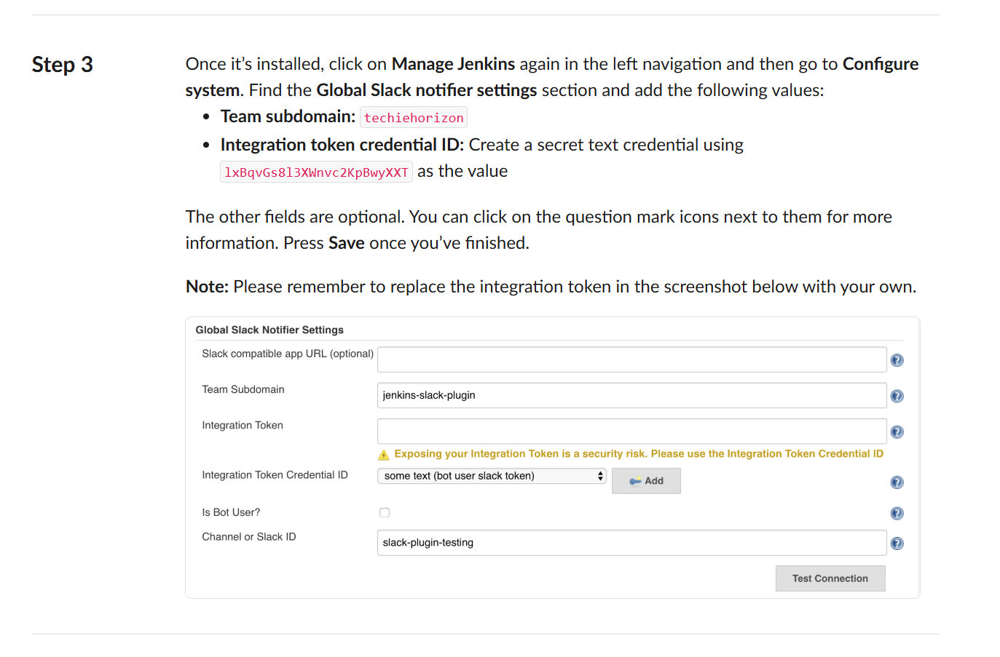 Step 3
Once it’s installed, click on Manage Jenkins again in the left navigation and then go to Configure
system. Find the Global Slack notifier settings section and add the following values:
• Team subdomain: techiehorizon
• Integration token credential ID: Create a secret text credential using
lxBqvGs8l3XWnvc2KpBwyXXT as the value
The other fields are optional. You can click on the question mark icons next to them for more
information. Press Save once you’ve finished.
Note: Please remember to replace the integration token in the screenshot below with your own.
Global Slack Notifier Settings
Slack compatible app URL (optional)
Team Subdomain
jenkins-slack-plugin
Integration Token
Exposing your Integration Token is a security risk. Please use the Integration Token Credential ID
Integration Token Credential ID
some text (bot user slack token)
Add
Is Bot User?
Channel or Slack ID
slack-plugin-testing
Test Connection